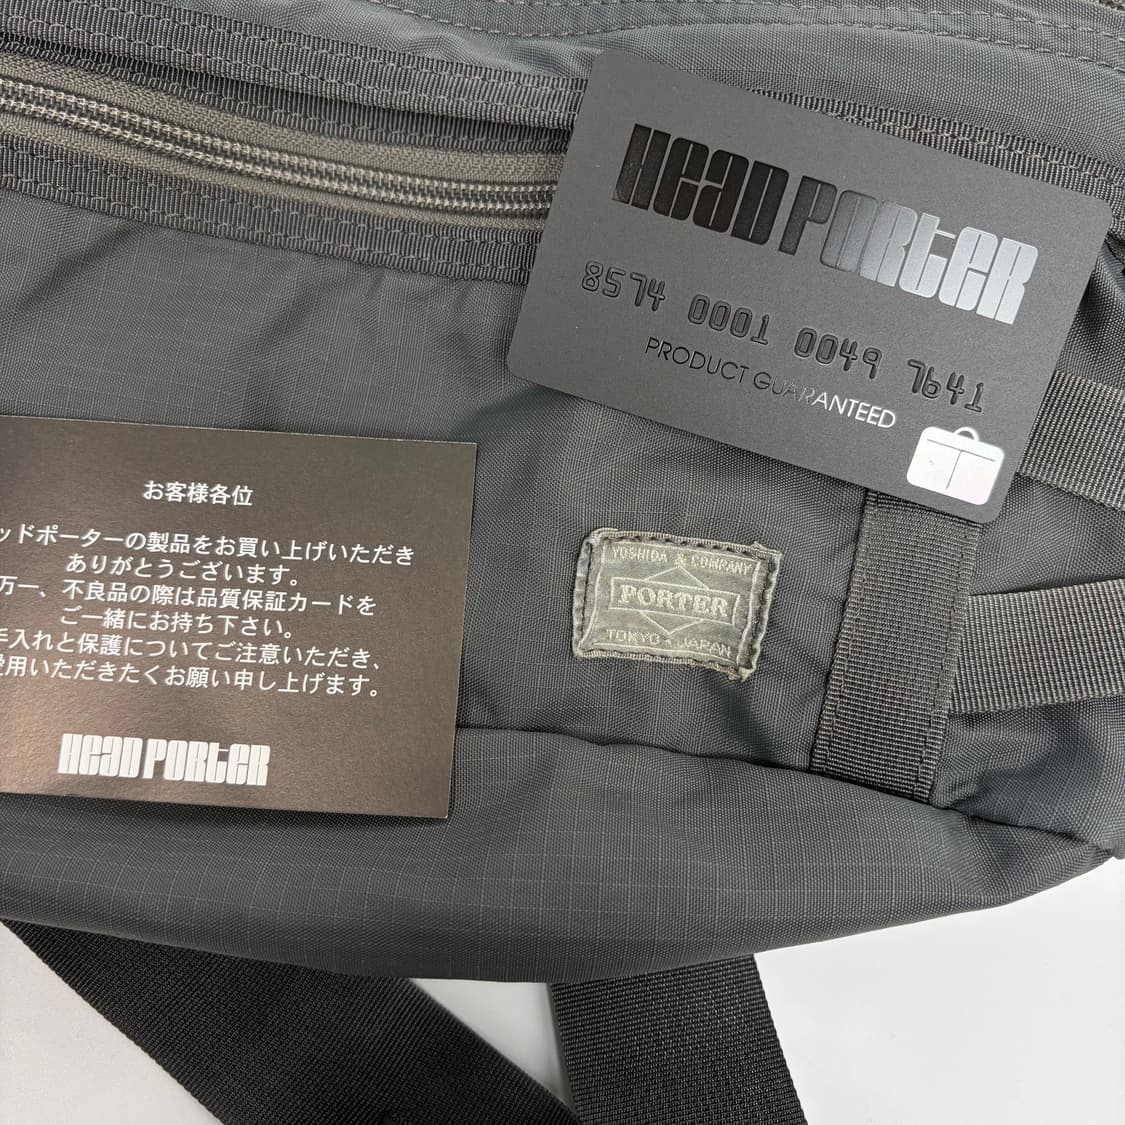 HEAD PORTER
8574 0001 0049 7641
PRODUCT GUARANTEED
お客様各位
ッドポーターの製品をお買い上げいただき
ありがとうございます。
万一、不良品の際は品質保証カードを
ご一緒にお持ち下さい。
手入れと保護についてご注意いただき、
愛用いただきたくお願い申し上げます。
HEAD PORTER
YOSHIDA & COMPANY
PORTER
TOKYO-JAPAN